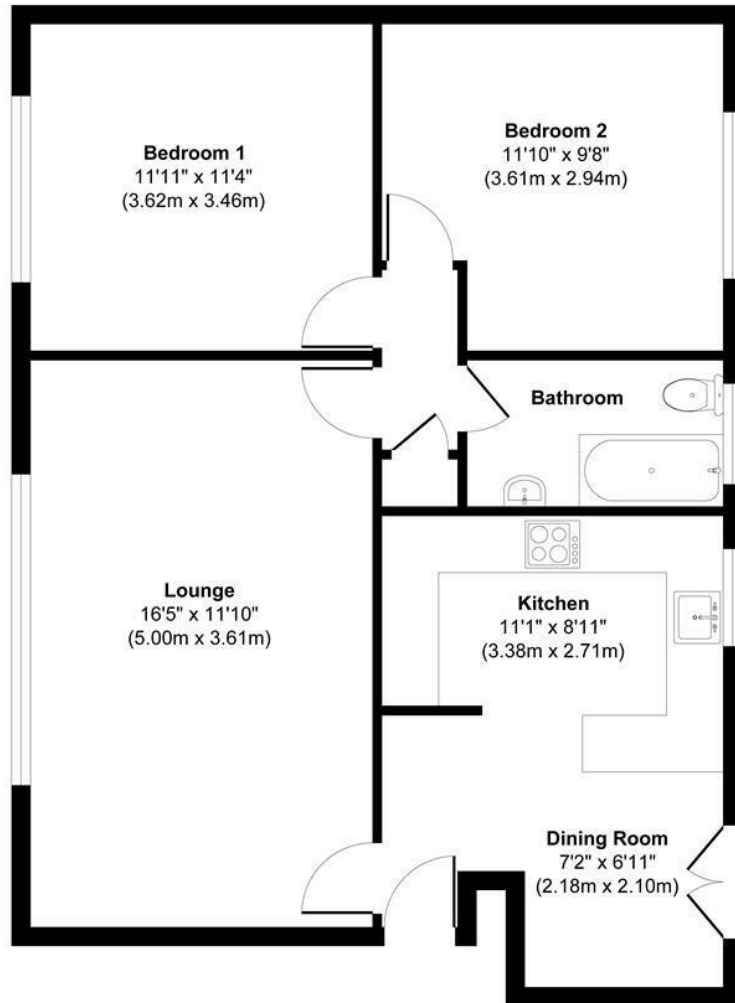 Bedroom 1
11'11" x 11'4"
(3.62m x 3.46m)
Bedroom 2
11'10" x 9'8"
(3.61m x 2.94m)
Bathroom
Lounge
16'5" x 11'10"
(5.00m x 3.61m)
Kitchen
11'1" x 8'11"
(3.38m x 2.71m)
Dining Room
7'2" x 6'11"
(2.18m x 2.10m)